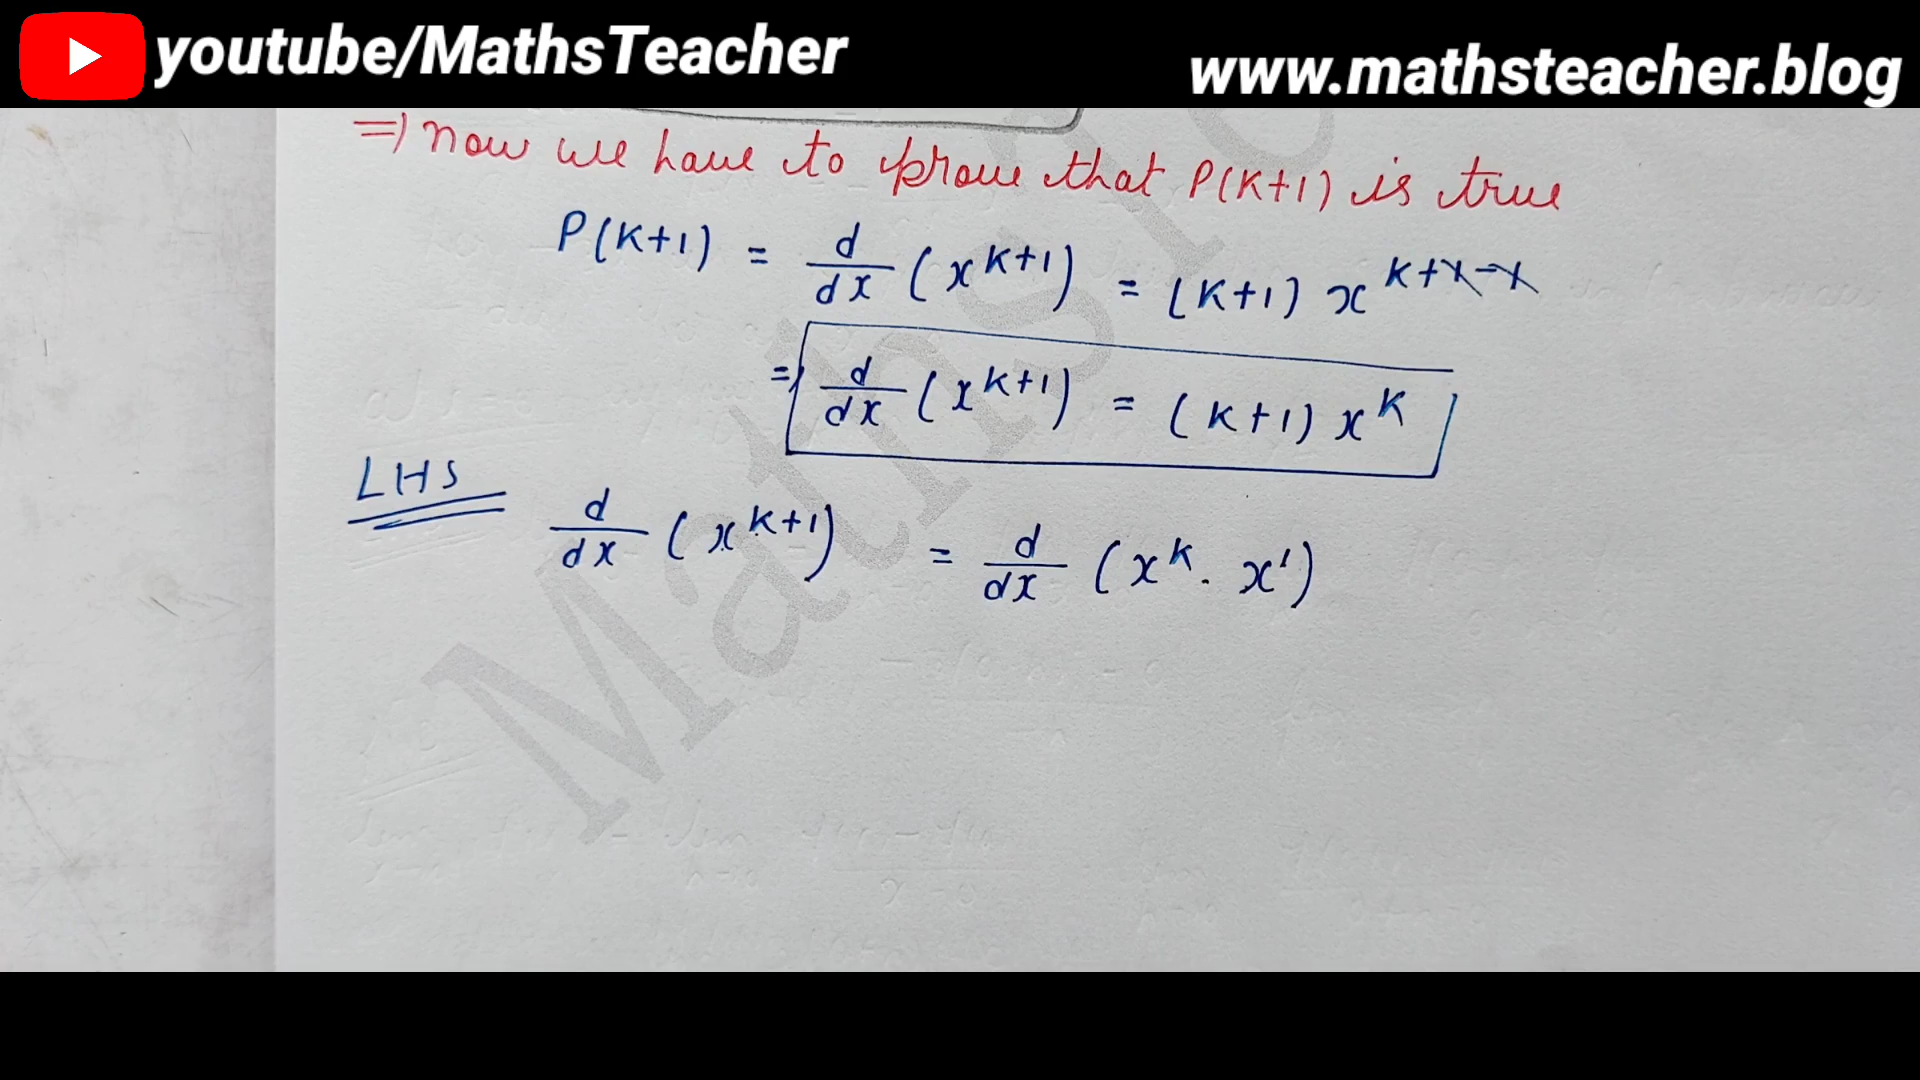 youtube/MathsTeacher
www.mathsteacher.blog
=) now we have to prove that P(K+1) is true
P(K+1) = d/dx (x^(K+1)) = (K+1) x^(K+1-1)
=) d/dx (x^(K+1)) = (K+1) x^K
LHS d/dx (x^(K+1)) = d/dx (x^K . x^1)
Maths